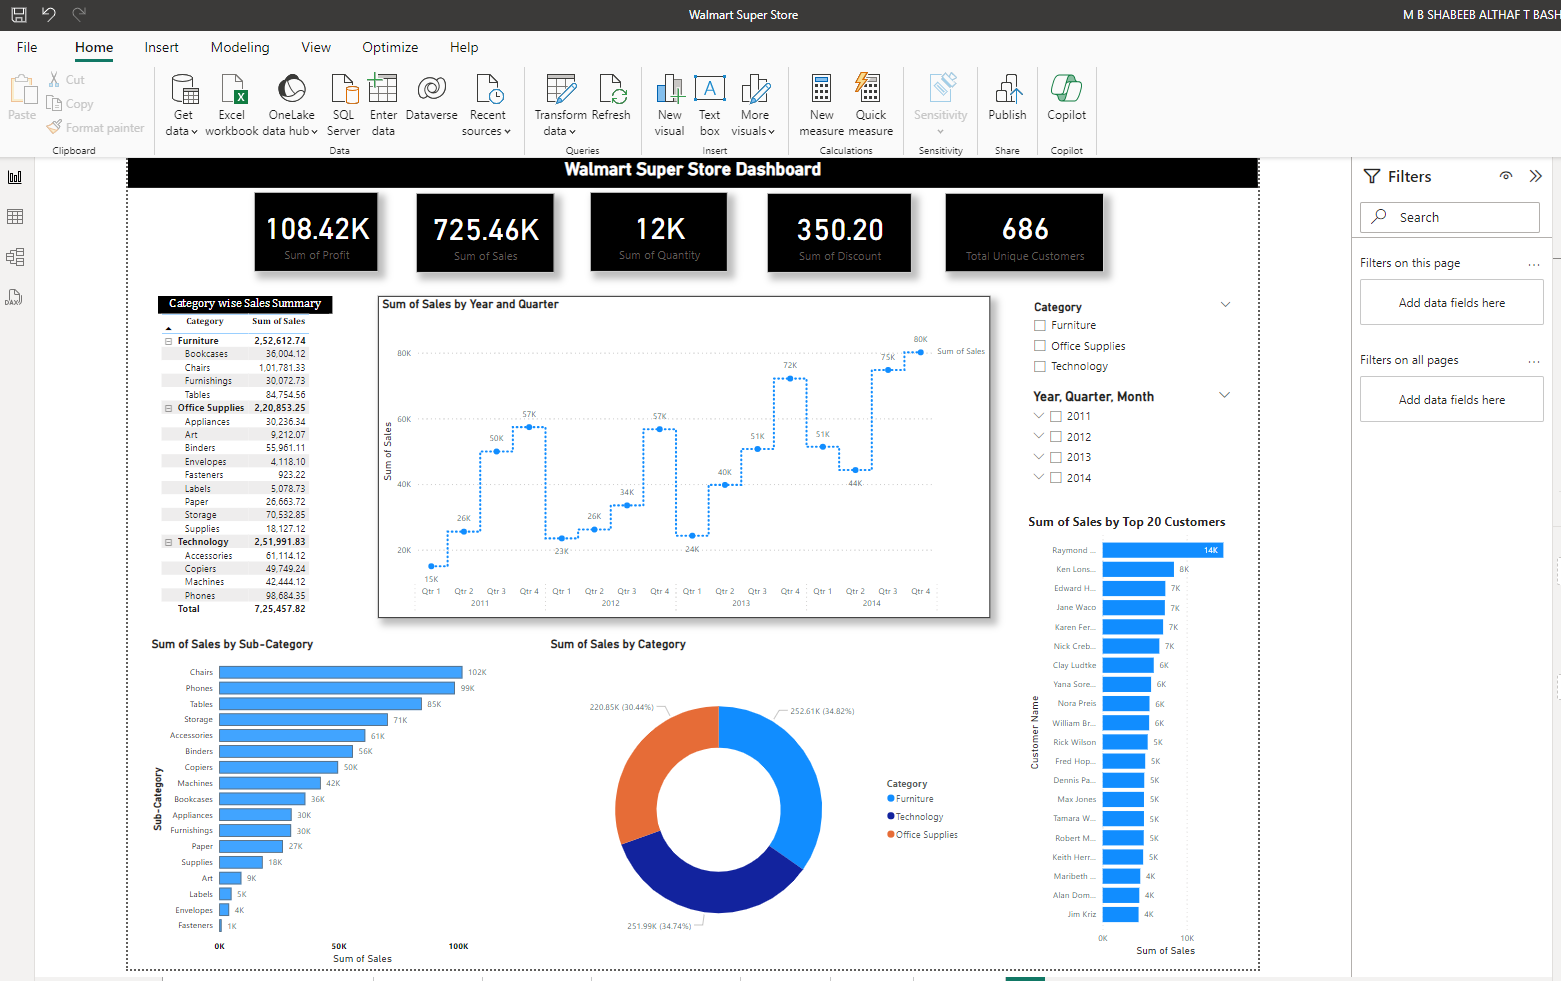 Walmart Super Store
M B SHABEEB ALTHAF T BASH
File Home Insert Modeling View Optimize Help
Paste
Cut
Copy
Format painter
Clipboard
Get data
Excel workbook
OneLake data hub
SQL Server
Enter data
Dataverse
Recent sources
Data
Transform data
Refresh
Queries
New visual
Text box
More visuals
Insert
New measure
Quick measure
Calculations
Sensitivity
Sensitivity
Publish
Share
Copilot
Copilot
Walmart Super Store Dashboard
108.42K
Sum of Profit
725.46K
Sum of Sales
12K
Sum of Quantity
350.20
Sum of Discount
686
Total Unique Customers
Category wise Sales Summary
Category Sum of Sales
Furniture 2,52,612.74
Bookcases 36,004.12
Chairs 1,01,781.33
Furnishings 30,072.73
Tables 84,754.56
Office Supplies 2,20,853.25
Appliances 30,236.34
Art 9,212.07
Binders 55,961.11
Envelopes 4,118.10
Fasteners 923.22
Labels 5,078.73
Paper 26,663.72
Storage 70,532.85
Supplies 18,127.12
Technology 2,51,991.83
Accessories 61,114.12
Copiers 49,749.24
Machines 42,444.12
Phones 98,684.35
Total 7,25,457.82
Sum of Sales by Year and Quarter
Sum of Sales
80K
60K
40K
20K
15K
26K
50K
57K
23K
26K
34K
57K
24K
40K
51K
72K
51K
44K
75K
80K
Sum of Sales
Qtr 1 Qtr 2 Qtr 3 Qtr 4 Qtr 1 Qtr 2 Qtr 3 Qtr 4 Qtr 1 Qtr 2 Qtr 3 Qtr 4 Qtr 1 Qtr 2 Qtr 3 Qtr 4
2011 2012 2013 2014
Category
Furniture
Office Supplies
Technology
Year, Quarter, Month
2011
2012
2013
2014
Sum of Sales by Top 20 Customers
Customer Name
Raymond ... 14K
Ken Lons... 8K
Edward H... 7K
Jane Waco 7K
Karen Fer... 7K
Nick Creb... 7K
Clay Ludtke 6K
Yana Sore... 6K
Nora Preis 6K
William Br... 6K
Rick Wilson 5K
Fred Hop... 5K
Dennis Pa... 5K
Max Jones 5K
Tamara W... 5K
Robert M... 5K
Keith Herr... 5K
Maribeth ... 4K
Alan Dom... 4K
Jim Kriz 4K
0K 10K
Sum of Sales
Sum of Sales by Sub-Category
Sub-Category
Chairs 102K
Phones 99K
Tables 85K
Storage 71K
Accessories 61K
Binders 56K
Copiers 50K
Machines 42K
Bookcases 36K
Appliances 30K
Furnishings 30K
Paper 27K
Supplies 18K
Art 9K
Labels 5K
Envelopes 4K
Fasteners 1K
0K 50K 100K
Sum of Sales
Sum of Sales by Category
220.85K (30.44%)
252.61K (34.82%)
251.99K (34.74%)
Category
Furniture
Technology
Office Supplies
Filters
Search
Filters on this page ...
Add data fields here
Filters on all pages ...
Add data fields here
DAX